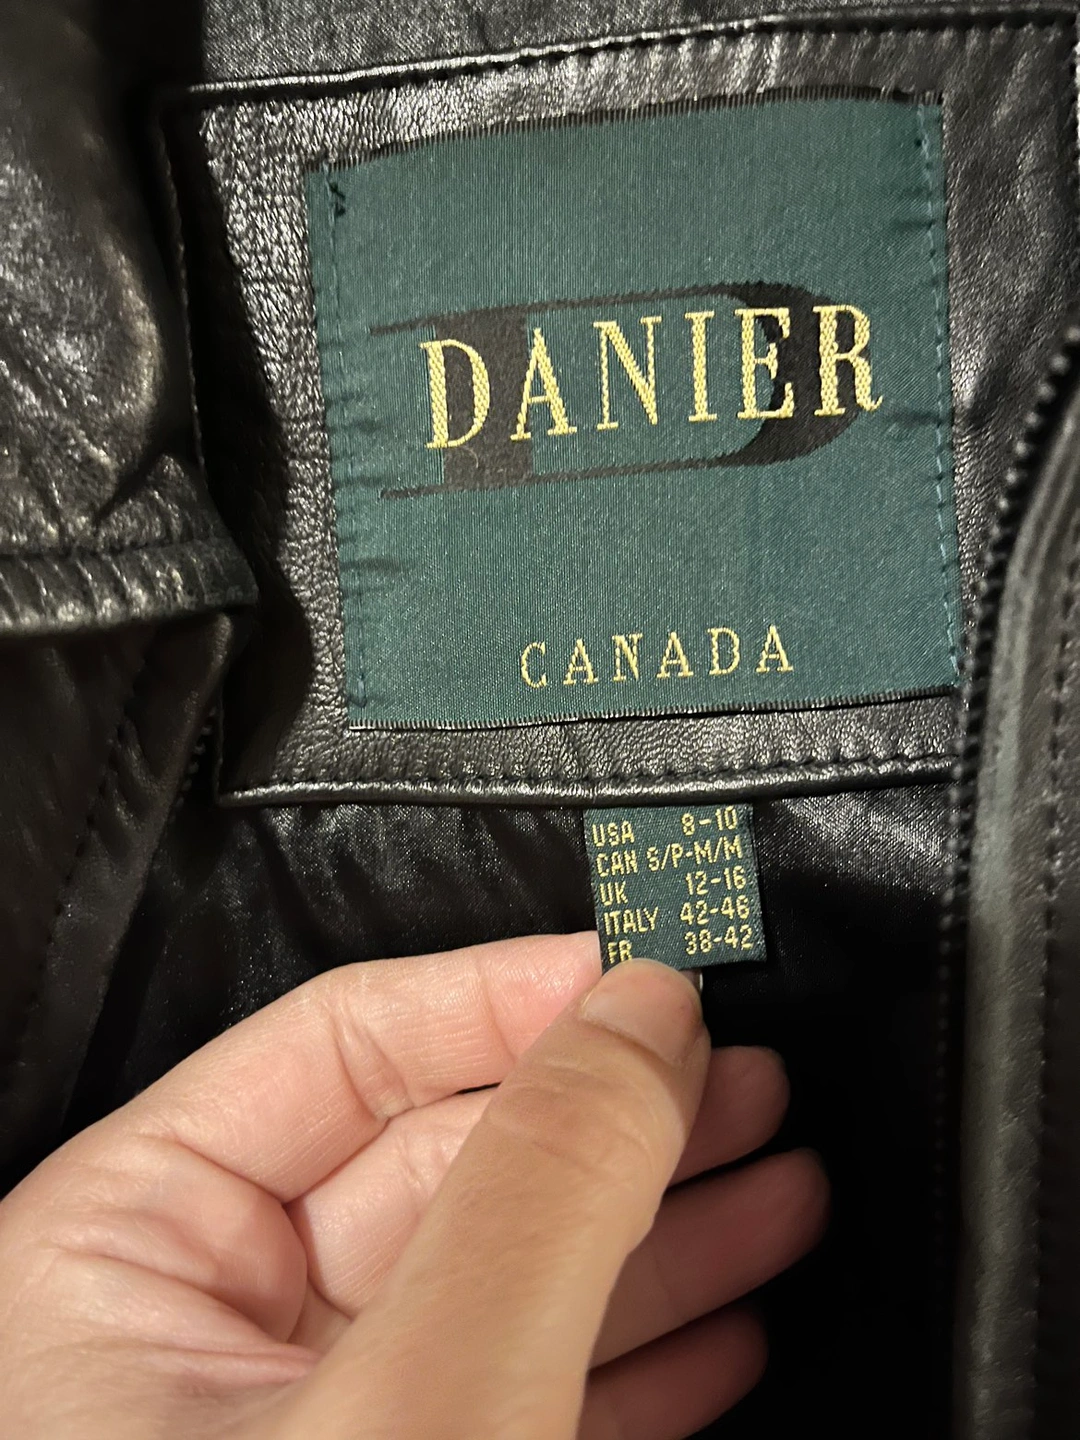 DANIER
CANADA
USA 8-10
CAN S/P-M/M
UK 12-16
ITALY 42-46
FR 38-42